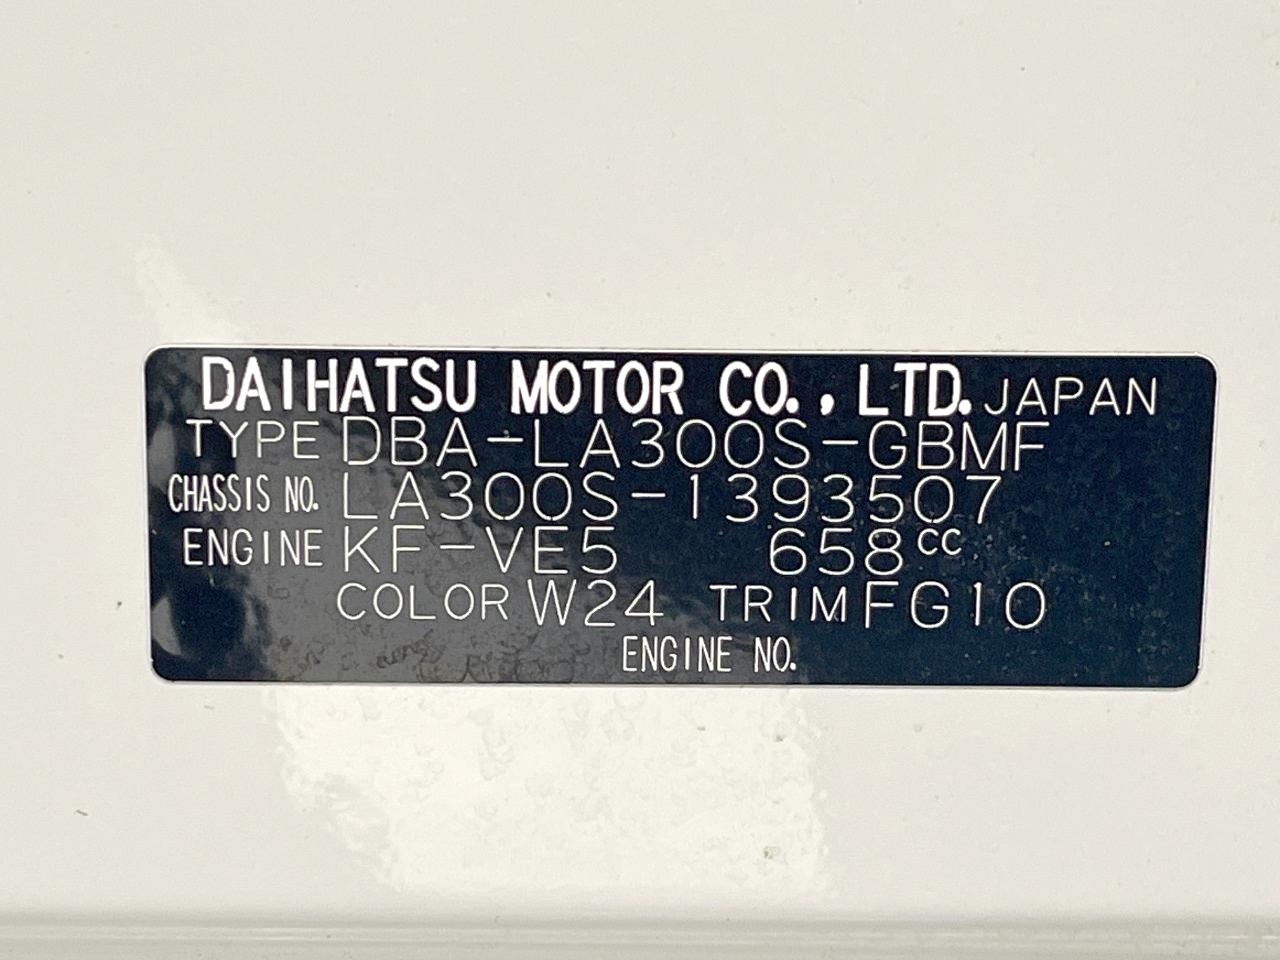 DAIHATSU MOTOR CO., LTD. JAPAN
TYPE DBA-LA300S-GBMF
CHASSIS NO. LA300S-1393507
ENGINE KF-VE5 658cc
COLOR W24 TRIM FG10
ENGINE NO.